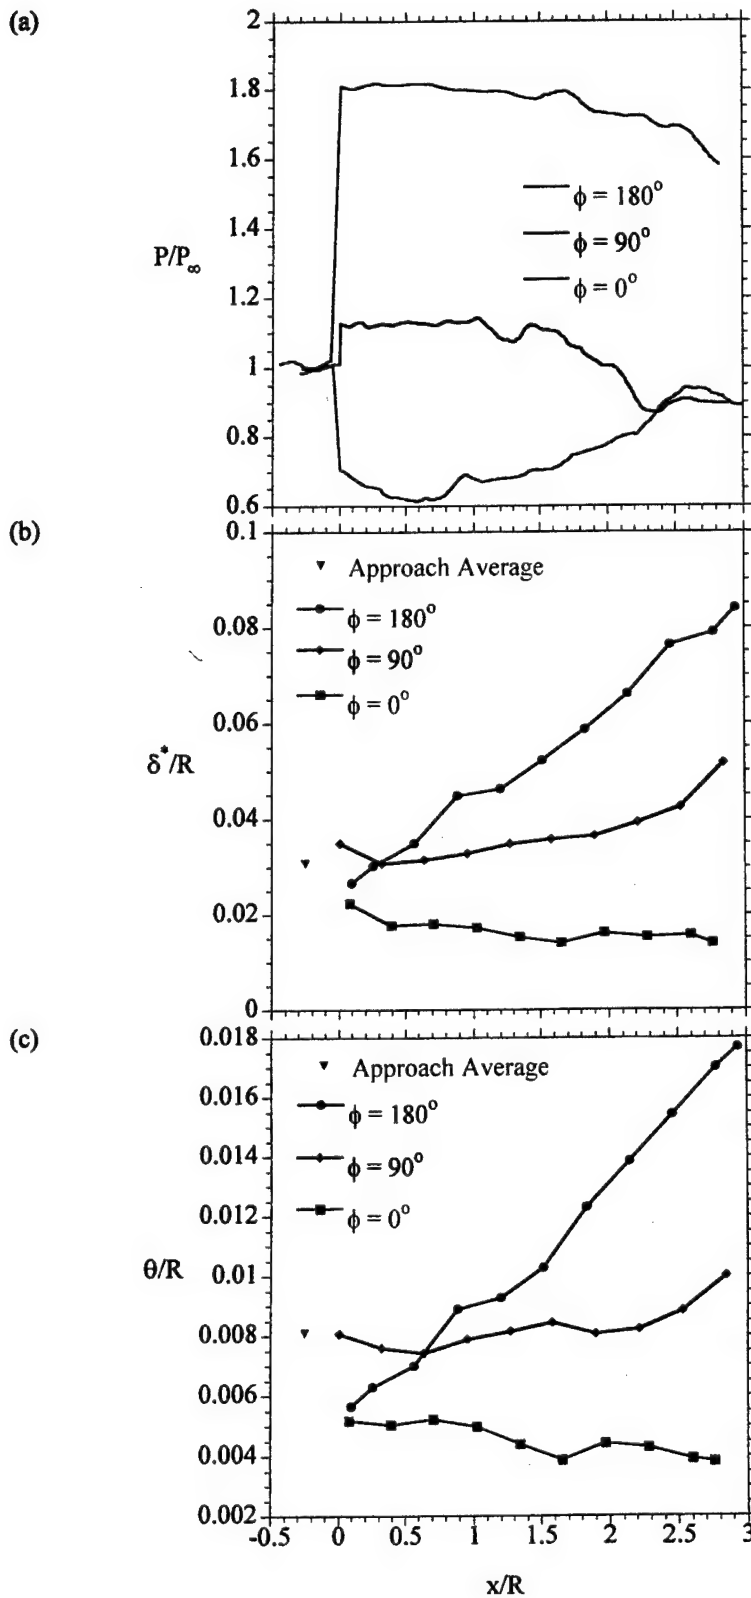 (a)
2
1.8
1.6
1.4
1.2
1
0.8
0.6
P/P∞
ϕ = 180°
ϕ = 90°
ϕ = 0°
(b)
0.1
0.08
0.06
0.04
0.02
0
δ*/R
Approach Average
ϕ = 180°
ϕ = 90°
ϕ = 0°
(c)
0.018
0.016
0.014
0.012
0.01
0.008
0.006
0.004
0.002
θ/R
Approach Average
ϕ = 180°
ϕ = 90°
ϕ = 0°
-0.5 0 0.5 1 1.5 2 2.5 3
x/R